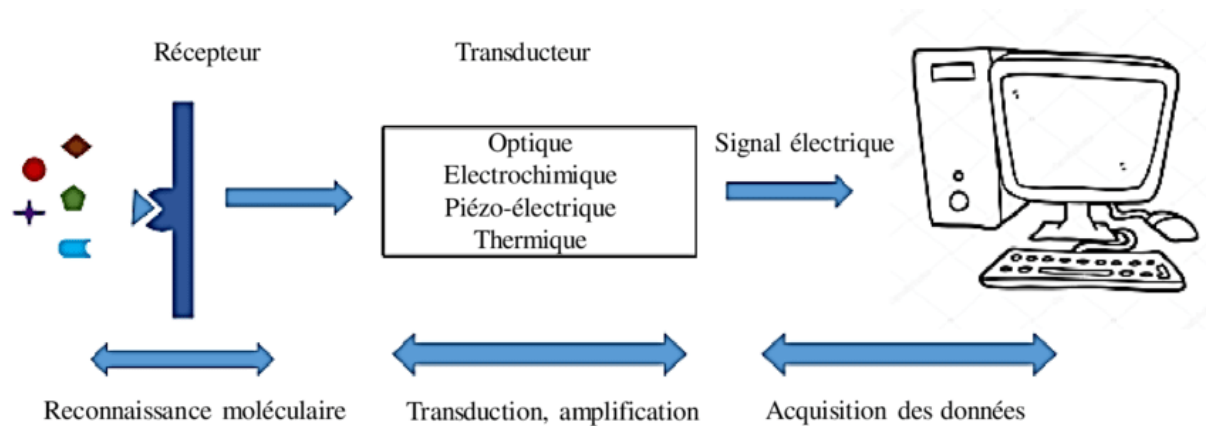 Récepteur
Transducteur
Optique
Electrochimique
Piézo-électrique
Thermique
Signal électrique
Reconnaissance moléculaire
Transduction, amplification
Acquisition des données